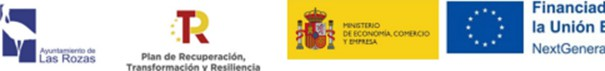 Ayuntamiento de
Las Rozas
Plan de Recuperación,
Transformación y Resiliencia
MINISTERIO
DE ECONOMÍA, COMERCIO
Y EMPRESA
Financiad
la Unión E
NextGenera